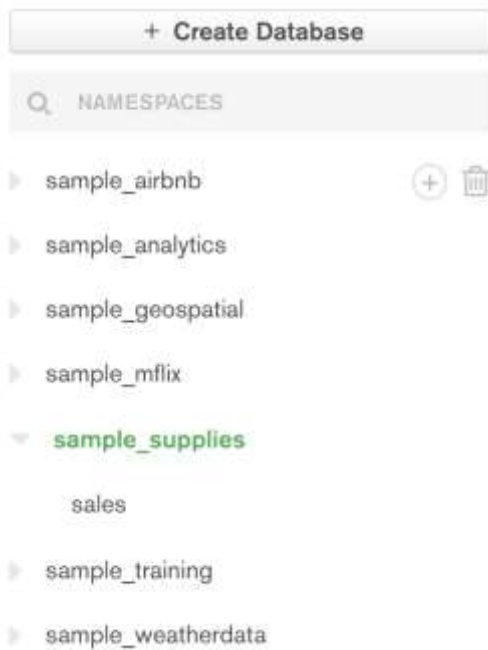 + Create Database
NAMESPACES
sample_airbnb
sample_analytics
sample_geospatial
sample_mflix
sample_supplies
sales
sample_training
sample_weatherdata